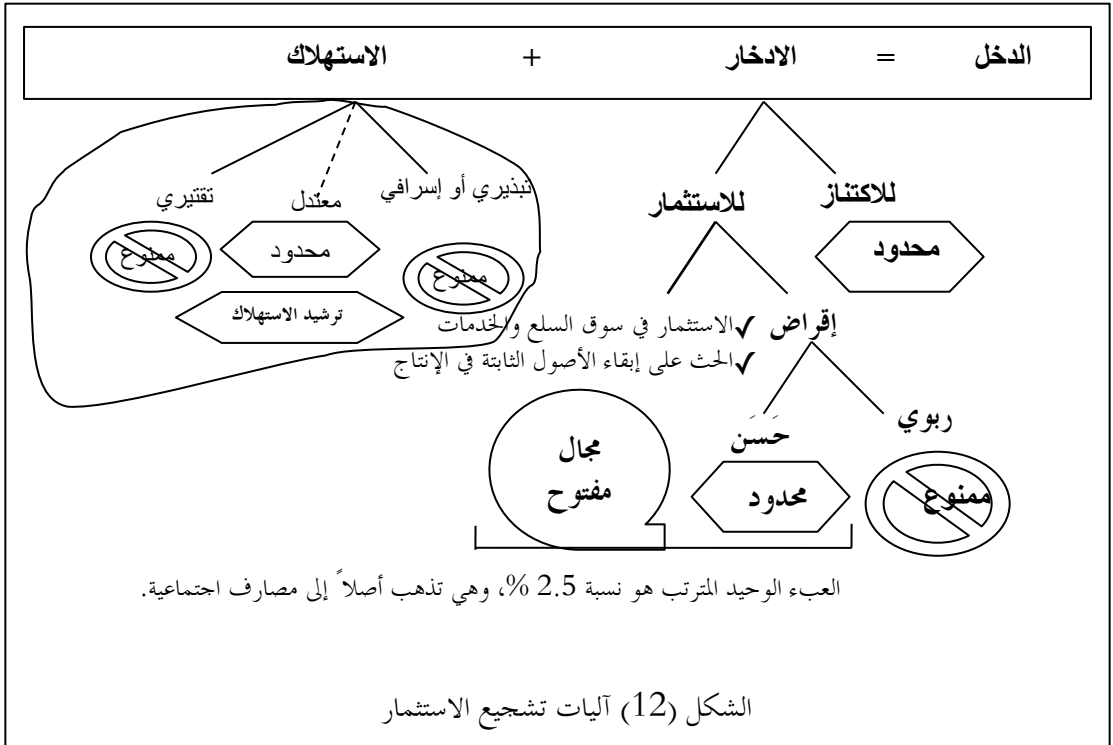 الدخل = الادخار + الاستهلاك
للاكتناز
للاستثمار
تبذيري أو إسرافي
معتدل
تقتيري
محدود
ممنوع
محدود
ممنوع
ترشيد الاستهلاك
إقراض
✓الاستثمار في سوق السلع والخدمات
✓الحث على إبقاء الأصول الثابتة في الإنتاج
ربوي
حَسَن
مجال
مفتوح
ممنوع
محدود
العبء الوحيد المترتب هو نسبة 2.5 %، وهي تذهب أصلاً إلى مصارف اجتماعية.
الشكل (12) آليات تشجيع الاستثمار